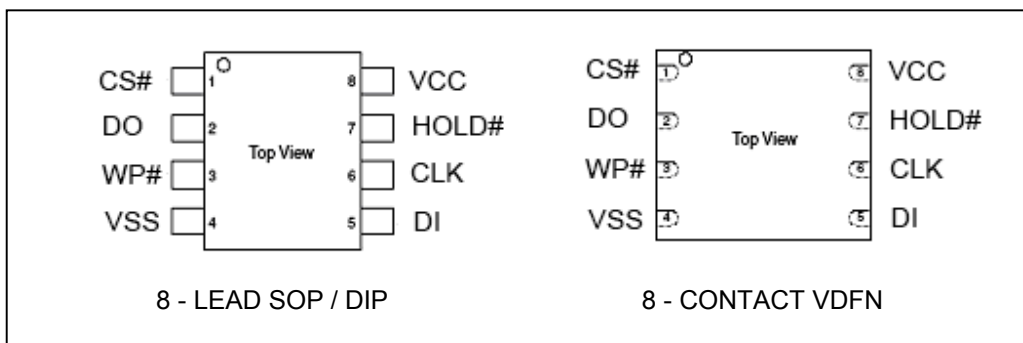 CS# 1 8 VCC
DO 2 7 HOLD#
Top View
WP# 3 6 CLK
VSS 4 5 DI
8 - LEAD SOP / DIP
CS# 1 8 VCC
DO 2 7 HOLD#
Top View
WP# 3 6 CLK
VSS 4 5 DI
8 - CONTACT VDFN